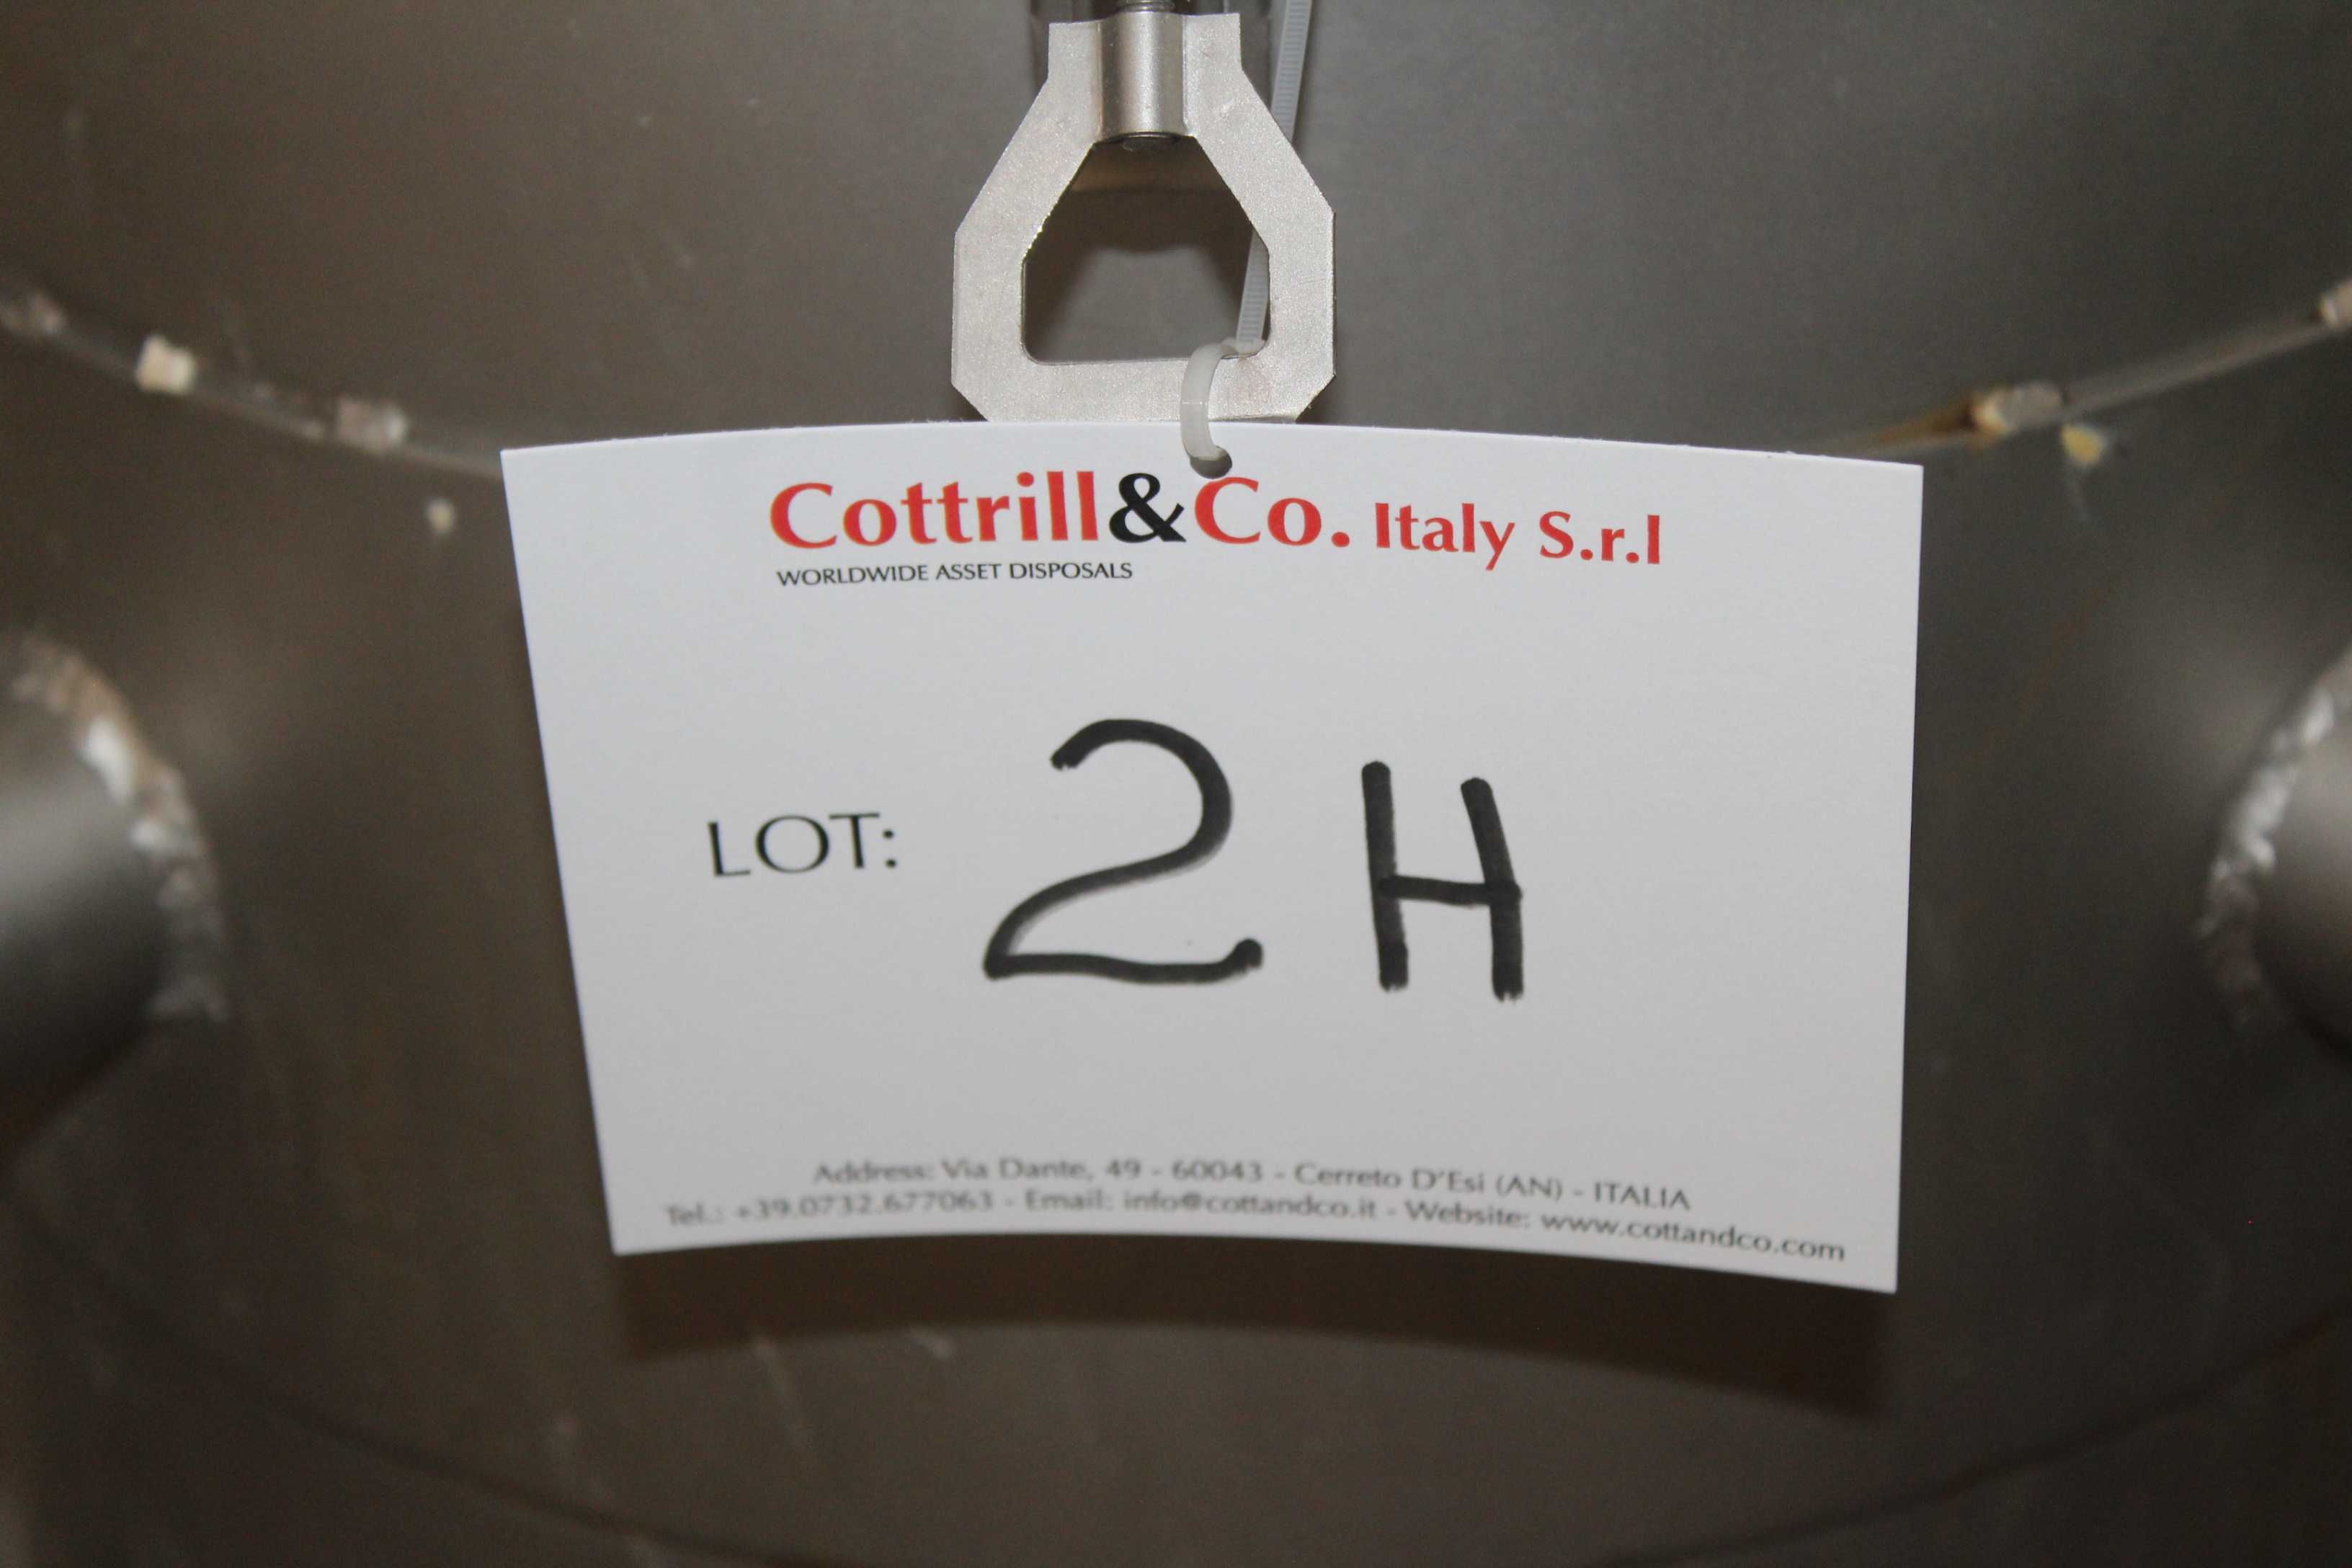 Cottrill&Co. Italy S.r.l
WORLDWIDE ASSET DISPOSALS
LOT: 2 H
Address: Via Dante, 49 - 60043 - Cerreto D'Esi (AN) - ITALIA
Tel.: +39.0732.677063 - Email: info@cottandco.it - Website: www.cottandco.com